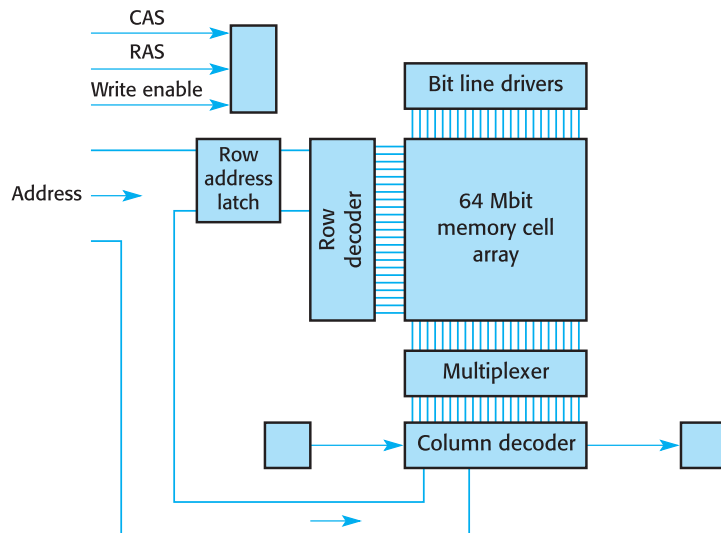 CAS
RAS
Write enable
Bit line drivers
Row
address
latch
Address
Row
decoder
64 Mbit
memory cell
array
Multiplexer
Column decoder